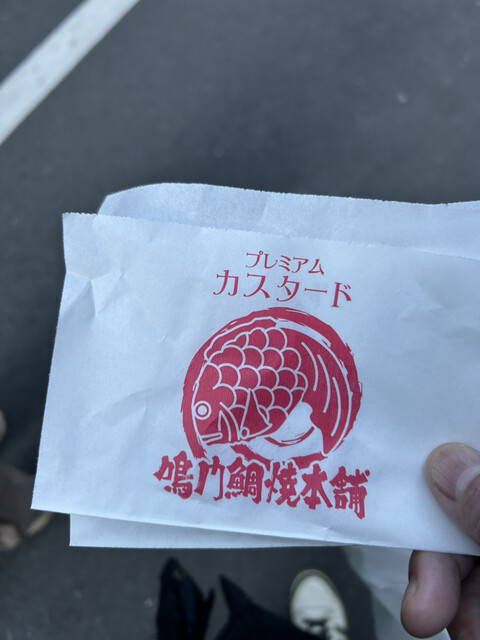 プレミアム
カスタード
鳴門鯛焼本舗